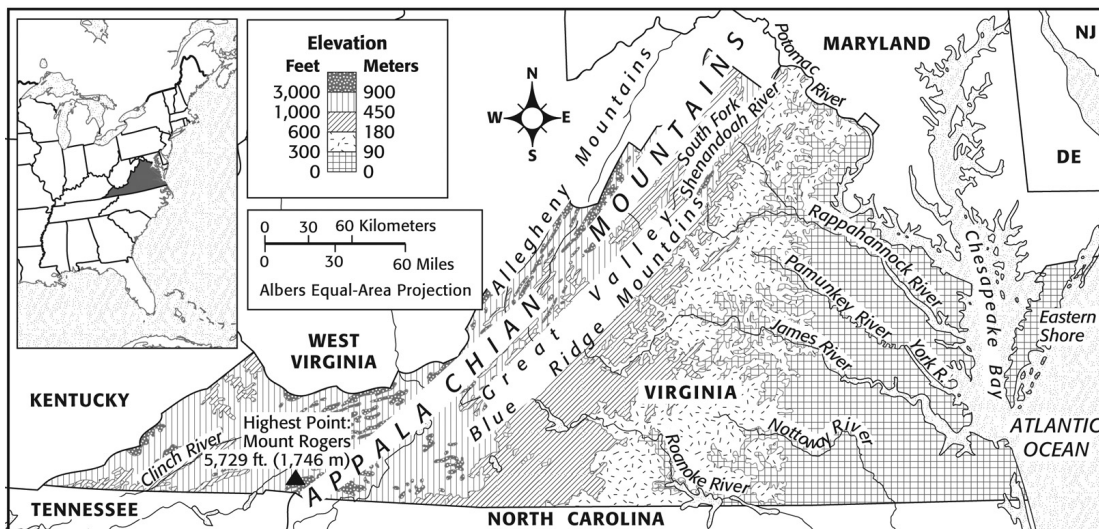 Elevation
Feet Meters
3,000 900
1,000 450
600 180
300 90
0 0
0 30 60 Kilometers
0 30 60 Miles
Albers Equal-Area Projection
N
W E
S
MARYLAND
NJ
DE
Potomac
River
Allegheny Mountains
APPALACHIAN MOUNTAINS
South Fork
Shenandoah River
Great Valley
Blue Ridge Mountains
Rappahannock River
Pamunkey River
York R.
James River
Chesapeake Bay
Eastern
Shore
WEST
VIRGINIA
VIRGINIA
KENTUCKY
Highest Point:
Mount Rogers
5,729 ft. (1,746 m)
Clinch River
Nottoway River
Roanoke River
ATLANTIC
OCEAN
TENNESSEE
NORTH CAROLINA